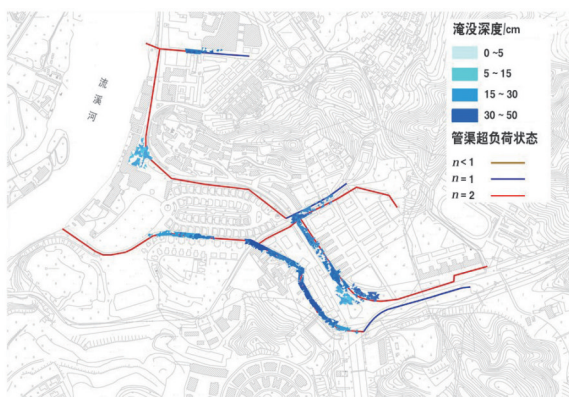 流溪河
淹没深度/cm
0 ~5
5 ~ 15
15 ~ 30
30 ~ 50
管渠超负荷状态
n < 1
n = 1
n = 2